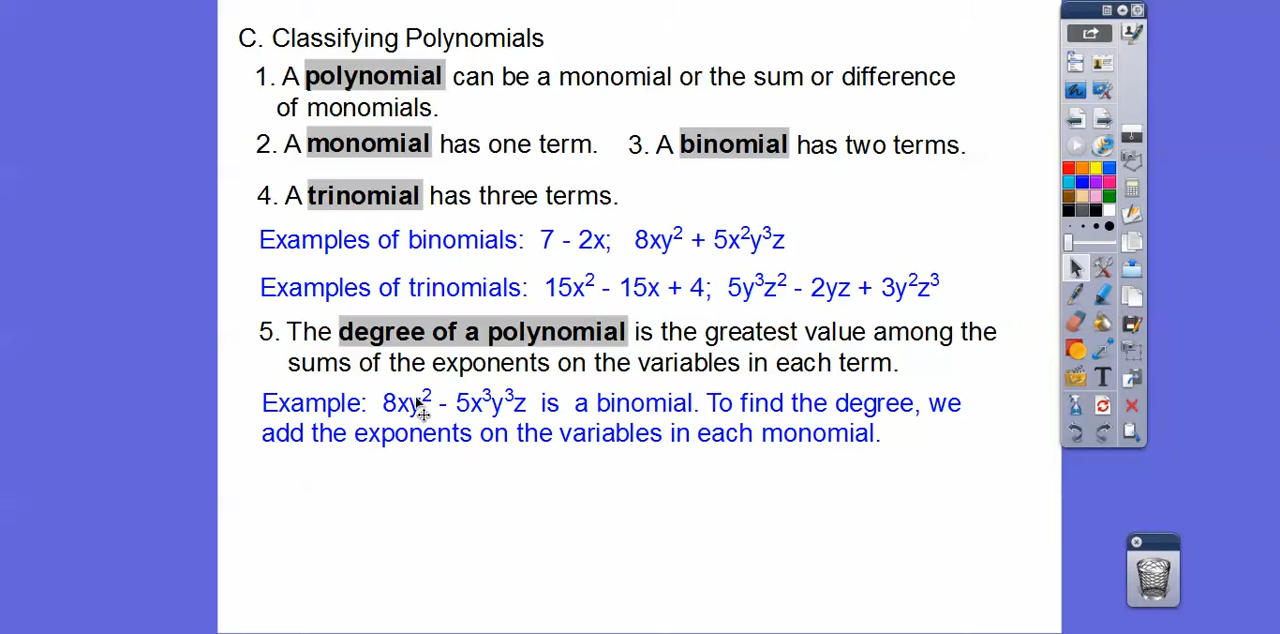 C. Classifying Polynomials
1. A polynomial can be a monomial or the sum or difference
of monomials.
2. A monomial has one term. 3. A binomial has two terms.
4. A trinomial has three terms.
Examples of binomials: 7 - 2x; 8xy² + 5x²y³z
Examples of trinomials: 15x² - 15x + 4; 5y³z² - 2yz + 3y²z³
5. The degree of a polynomial is the greatest value among the
sums of the exponents on the variables in each term.
Example: 8xy² - 5x³y³z is a binomial. To find the degree, we
add the exponents on the variables in each monomial.